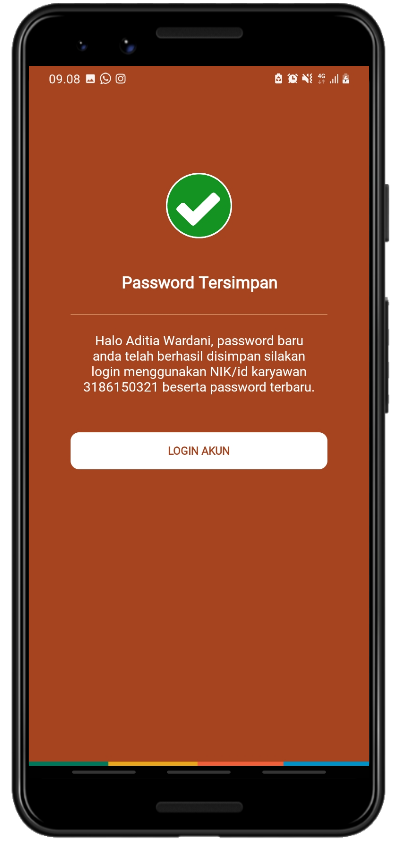 09.08
4G
Password Tersimpan
Halo Aditia Wardani, password baru
anda telah berhasil disimpan silakan
login menggunakan NIK/id karyawan
3186150321 beserta password terbaru.
LOGIN AKUN